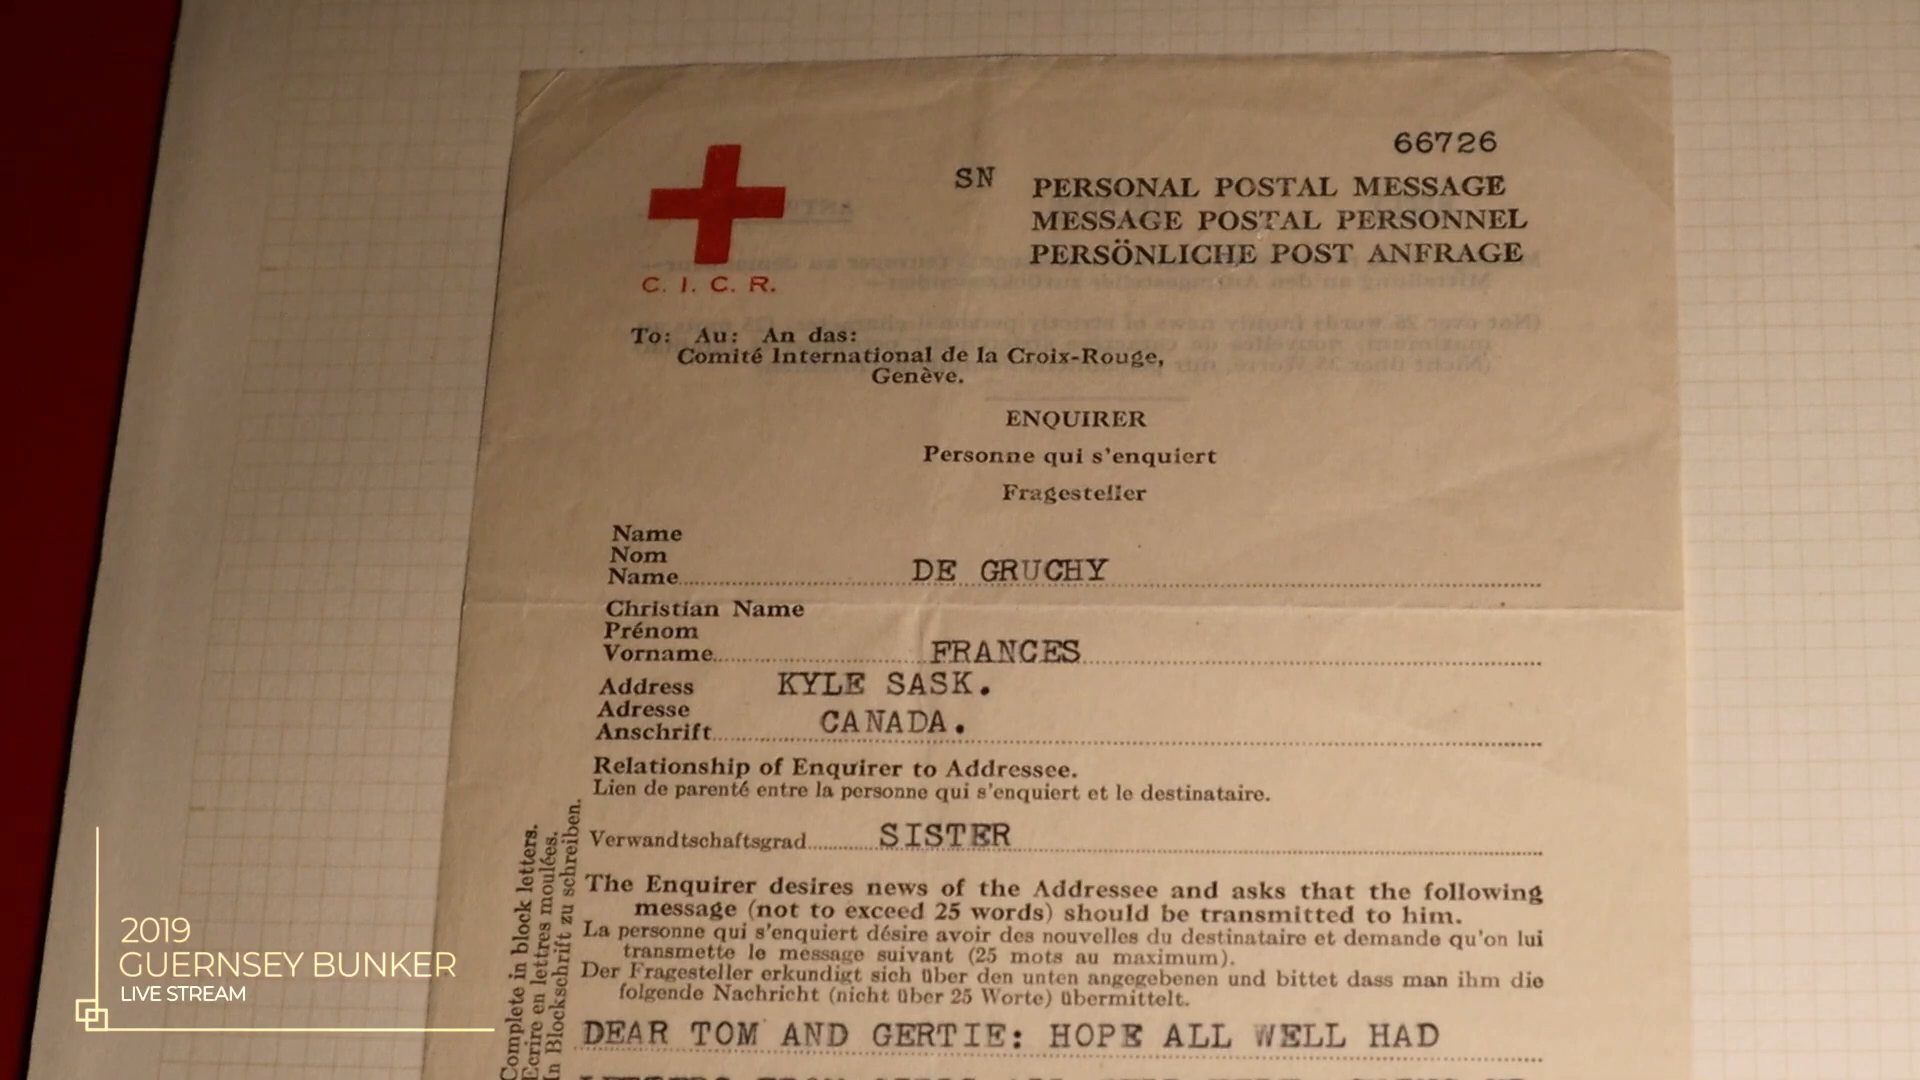 66726
SN
PERSONAL POSTAL MESSAGE
MESSAGE POSTAL PERSONNEL
PERSÖNLICHE POST ANFRAGE
C. I. C. R.
To: Au: An das:
Comité International de la Croix-Rouge,
Genève.
ENQUIRER
Personne qui s'enquiert
Fragesteller
Name
Nom
Name DE GRUCHY
Christian Name
Prénom
Vorname FRANCES
Address KYLE SASK.
Adresse
Anschrift CANADA.
Relationship of Enquirer to Addressee.
Lien de parenté entre la personne qui s'enquiert et le destinataire.
Verwandtschaftsgrad SISTER
The Enquirer desires news of the Addressee and asks that the following
message (not to exceed 25 words) should be transmitted to him.
La personne qui s'enquiert désire avoir des nouvelles du destinataire et demande qu'on lui
transmette le message suivant (25 mots au maximum).
Der Fragesteller erkundigt sich über den unten angegebenen und bittet dass man ihm die
folgende Nachricht (nicht über 25 Worte) übermittelt.
DEAR TOM AND GERTIE: HOPE ALL WELL HAD
Complete in block letters.
Ecrire en lettres moulées.
In Blockschrift zu schreiben.
2019
GUERNSEY BUNKER
LIVE STREAM